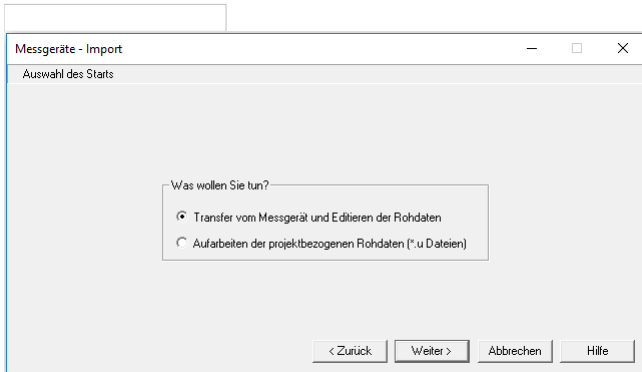 Messgeräte - Import
Auswahl des Starts
Was wollen Sie tun?
Transfer vom Messgerät und Editieren der Rohdaten
Aufarbeiten der projektbezogenen Rohdaten (*.u Dateien)
< Zurück Weiter > Abbrechen Hilfe